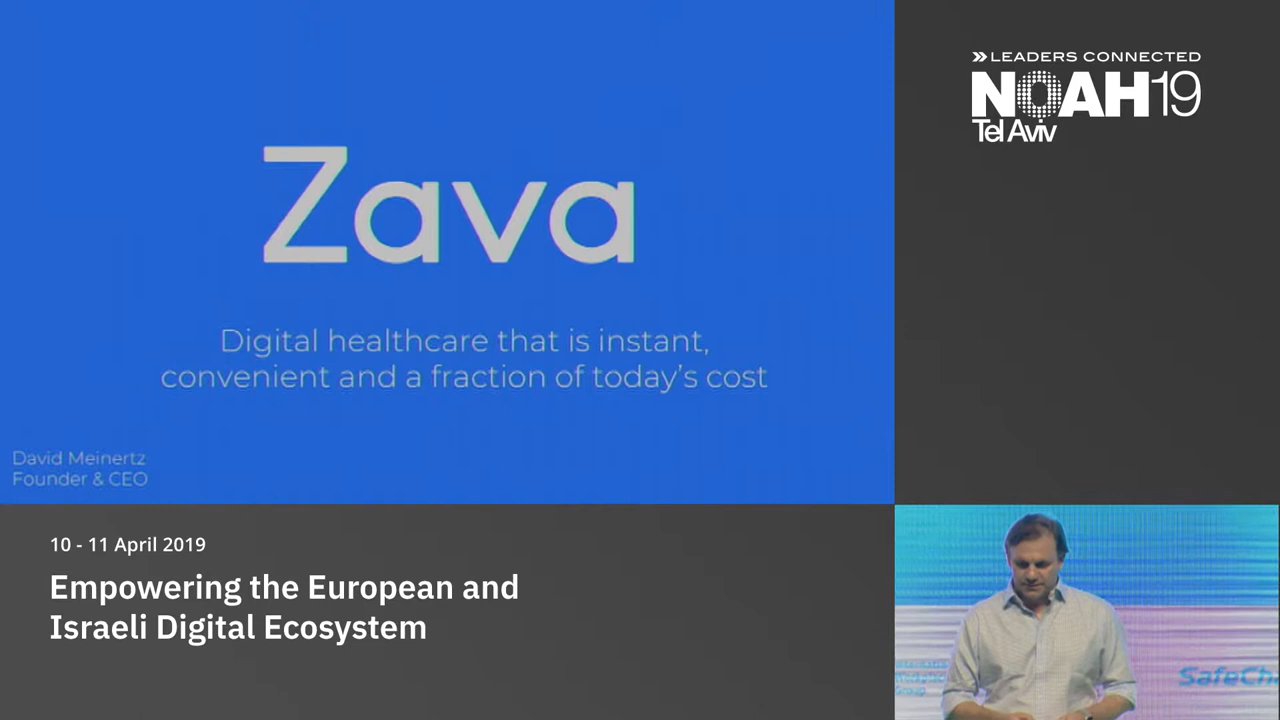 Zava
Digital healthcare that is instant,
convenient and a fraction of today's cost
David Meinertz
Founder & CEO
LEADERS CONNECTED
NOAH19
Tel Aviv
10 - 11 April 2019
Empowering the European and
Israeli Digital Ecosystem
Group